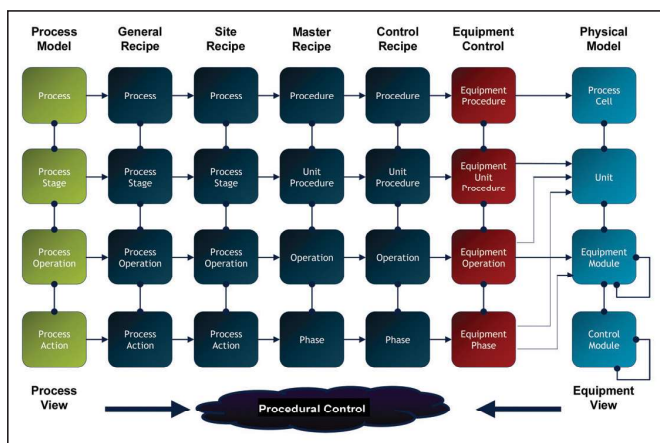 Process General Site Master Control Equipment Physical
Model Recipe Recipe Recipe Recipe Control Model
Process Process Process Procedure Procedure Equipment Process
Procedure Cell
Process Process Process Unit Unit Equipment Unit
Stage Stage Stage Procedure Procedure Unit
Procedure
Process Process Process Operation Operation Equipment Equipment
Operation Operation Operation Operation Module
Process Process Process Phase Phase Equipment Control
Action Action Action Phase Module
Process Procedural Control Equipment
View View